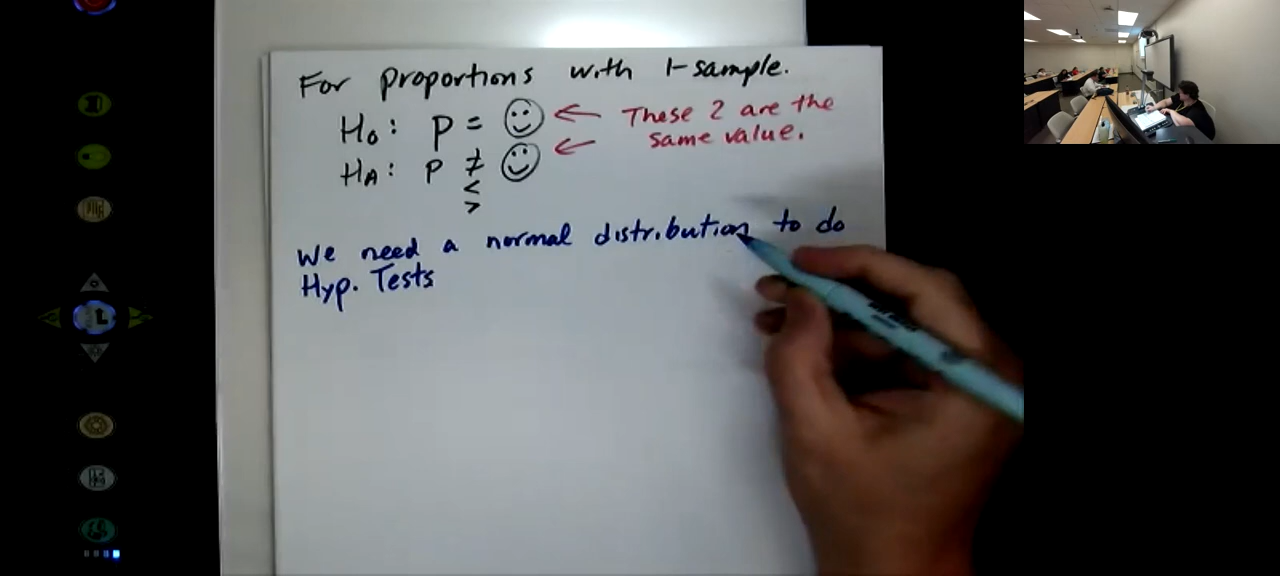 For proportions with 1-sample.
H₀: p = ☺ ← These 2 are the
← same value.
Hₐ: p ≠ ☺
<
>
We need a normal distribution to do
Hyp. Tests